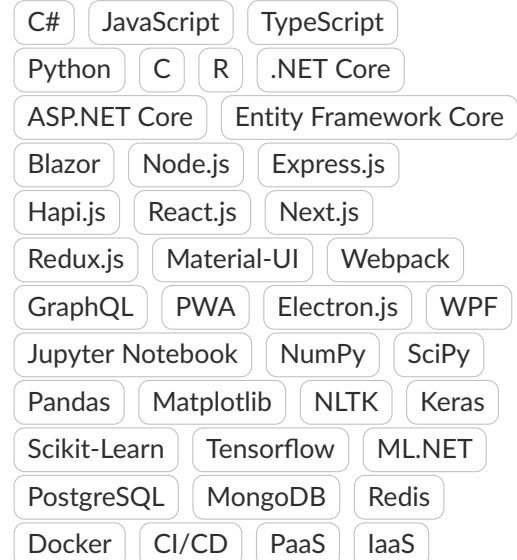 C# JavaScript TypeScript
Python C R .NET Core
ASP.NET Core Entity Framework Core
Blazor Node.js Express.js
Hapi.js React.js Next.js
Redux.js Material-UI Webpack
GraphQL PWA Electron.js WPF
Jupyter Notebook NumPy SciPy
Pandas Matplotlib NLTK Keras
Scikit-Learn Tensorflow ML.NET
PostgreSQL MongoDB Redis
Docker CI/CD PaaS IaaS